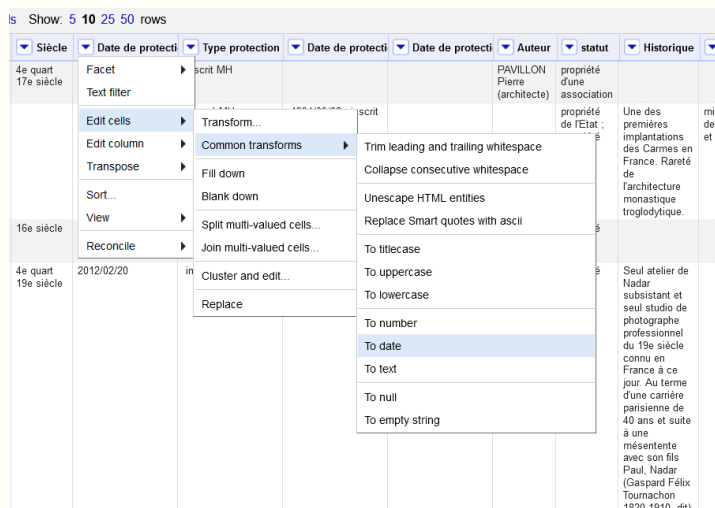 Show: 5 10 25 50 rows
Siècle Date de protecti Type protection Date de protecti Date de protecti Auteur statut Historique
4e quart
17e siècle
scrit MH
PAVILLON
Pierre
(architecte)
propriété
d'une
association
propriété
de l'Etat ;
Une des
premières
implantations
des Carmes en
France. Rareté
de
l'architecture
monastique
troglodytique.
mi
de
et
16e siècle
4e quart
19e siècle
2012/02/20
in
Seul atelier de
Nadar
subsistant et
seul studio de
photographe
professionnel
du 19e siècle
connu en
France à ce
jour. Au terme
d'une carrière
parisienne de
40 ans et suite
à une
mésentente
avec son fils
Paul, Nadar
(Gaspard Félix
Tournachon
1820-1910, dit)
Facet
Text filter
Edit cells
Edit column
Transpose
Sort...
View
Reconcile
Transform...
Common transforms
Fill down
Blank down
Split multi-valued cells...
Join multi-valued cells...
Cluster and edit...
Replace
Trim leading and trailing whitespace
Collapse consecutive whitespace
Unescape HTML entities
Replace Smart quotes with ascii
To titlecase
To uppercase
To lowercase
To number
To date
To text
To null
To empty string